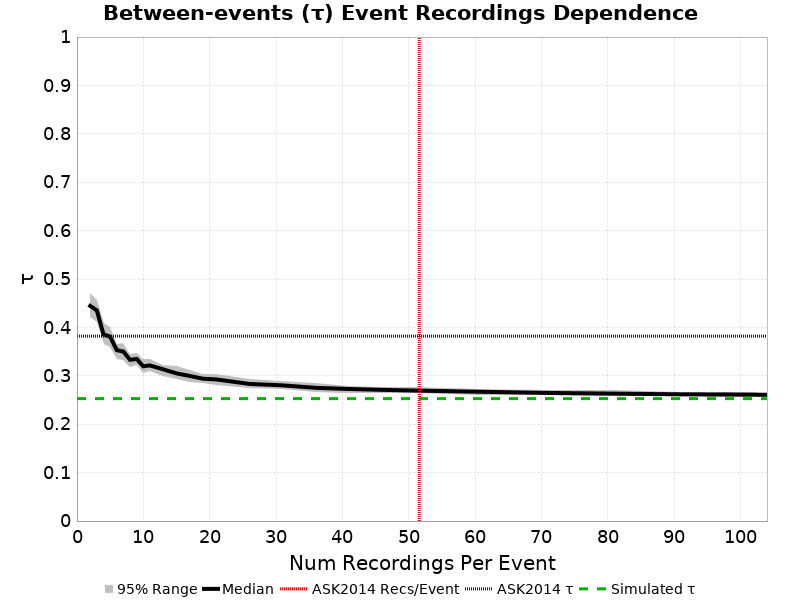 Between-events (τ) Event Recordings Dependence
1
0.9
0.8
0.7
0.6
0.5
0.4
0.3
0.2
0.1
0
τ
0 10 20 30 40 50 60 70 80 90 100
Num Recordings Per Event
95% Range Median ASK2014 Recs/Event ASK2014 τ Simulated τ